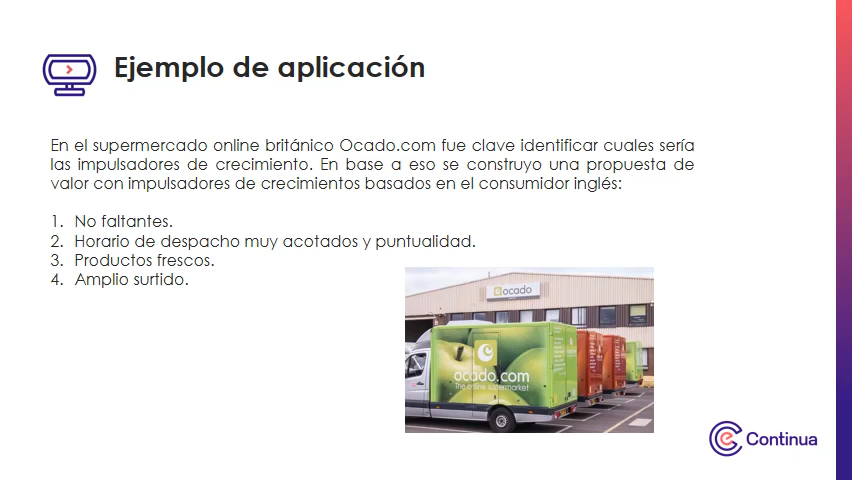 Ejemplo de aplicación
En el supermercado online británico Ocado.com fue clave identificar cuales sería
las impulsadores de crecimiento. En base a eso se construyo una propuesta de
valor con impulsadores de crecimientos basados en el consumidor inglés:
1. No faltantes.
2. Horario de despacho muy acotados y puntualidad.
3. Productos frescos.
4. Amplio surtido.
ocado
ocado.com
The online supermarket
Continua